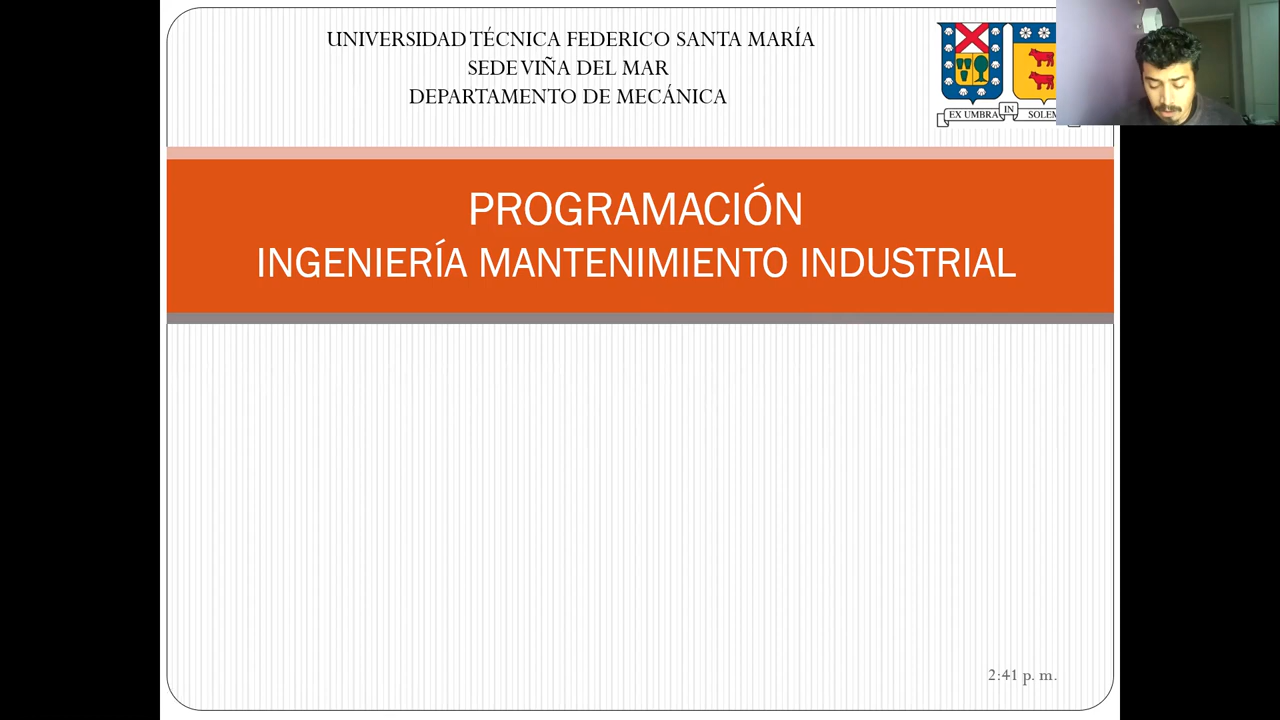 UNIVERSIDAD TÉCNICA FEDERICO SANTA MARÍA
SEDE VIÑA DEL MAR
DEPARTAMENTO DE MECÁNICA
EX UMBRA IN SOLEM
PROGRAMACIÓN
INGENIERÍA MANTENIMIENTO INDUSTRIAL
2:41 p. m.